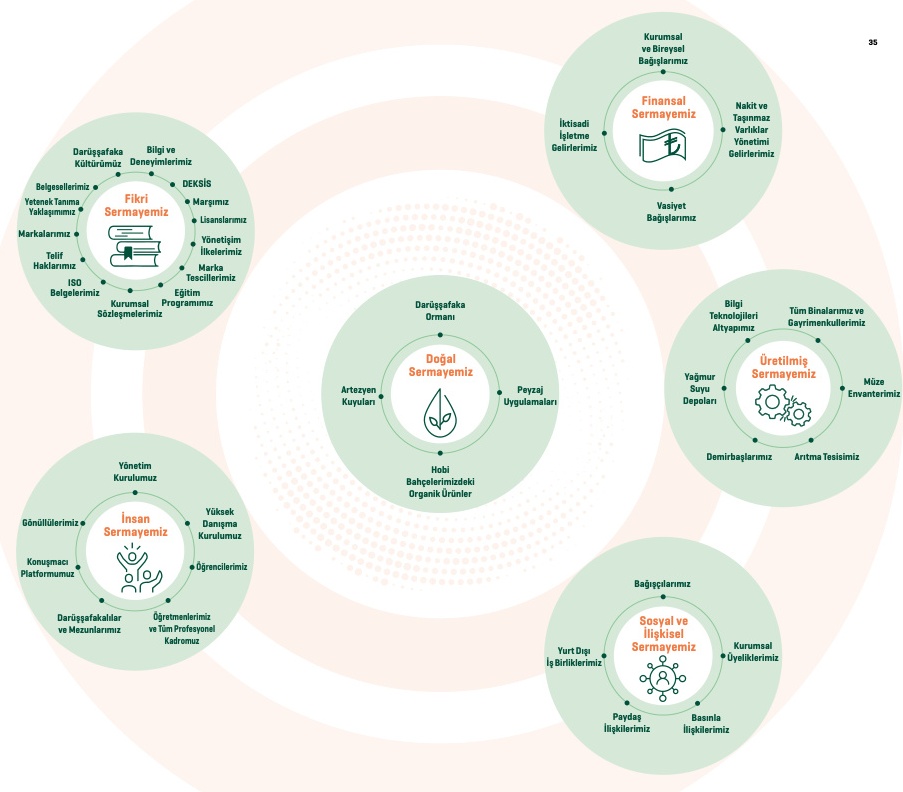 35
Kurumsal
ve Bireysel
Bağışlarımız
Finansal
Sermayemiz
İktisadi
İşletme
Gelirlerimiz
Nakit ve
Taşınmaz
Varlıklar
Yönetimi
Gelirlerimiz
Vasiyet
Bağışlarımız
Darüşşafaka
Kültürümüz
Bilgi ve
Deneyimlerimiz
DEKSİS
Marşımız
Lisanslarımız
Yönetişim
İlkelerimiz
Marka
Tescillerimiz
Eğitim
Programımız
Kurumsal
Sözleşmelerimiz
ISO
Belgelerimiz
Telif
Haklarımız
Markalarımız
Yetenek Tanıma
Yaklaşımımız
Belgesellerimiz
Fikri
Sermayemiz
Darüşşafaka
Ormanı
Doğal
Sermayemiz
Artezyen
Kuyuları
Peyzaj
Uygulamaları
Hobi
Bahçelerimizdeki
Organik Ürünler
Bilgi
Teknolojileri
Altyapımız
Tüm Binalarımız ve
Gayrimenkullerimiz
Üretilmiş
Sermayemiz
Yağmur
Suyu
Depoları
Müze
Envanterimiz
Demirbaşlarımız
Arıtma Tesisimiz
Yönetim
Kurulumuz
İnsan
Sermayemiz
Gönüllülerimiz
Yüksek
Danışma
Kurulumuz
Konuşmacı
Platformumuz
Öğrencilerimiz
Darüşşafakalılar
ve Mezunlarımız
Öğretmenlerimiz
ve Tüm Profesyonel
Kadromuz
Bağışçılarımız
Sosyal ve
İlişkisel
Sermayemiz
Yurt Dışı
İş Birliklerimiz
Kurumsal
Üyeliklerimiz
Paydaş
İlişkilerimiz
Basınla
İlişkilerimiz